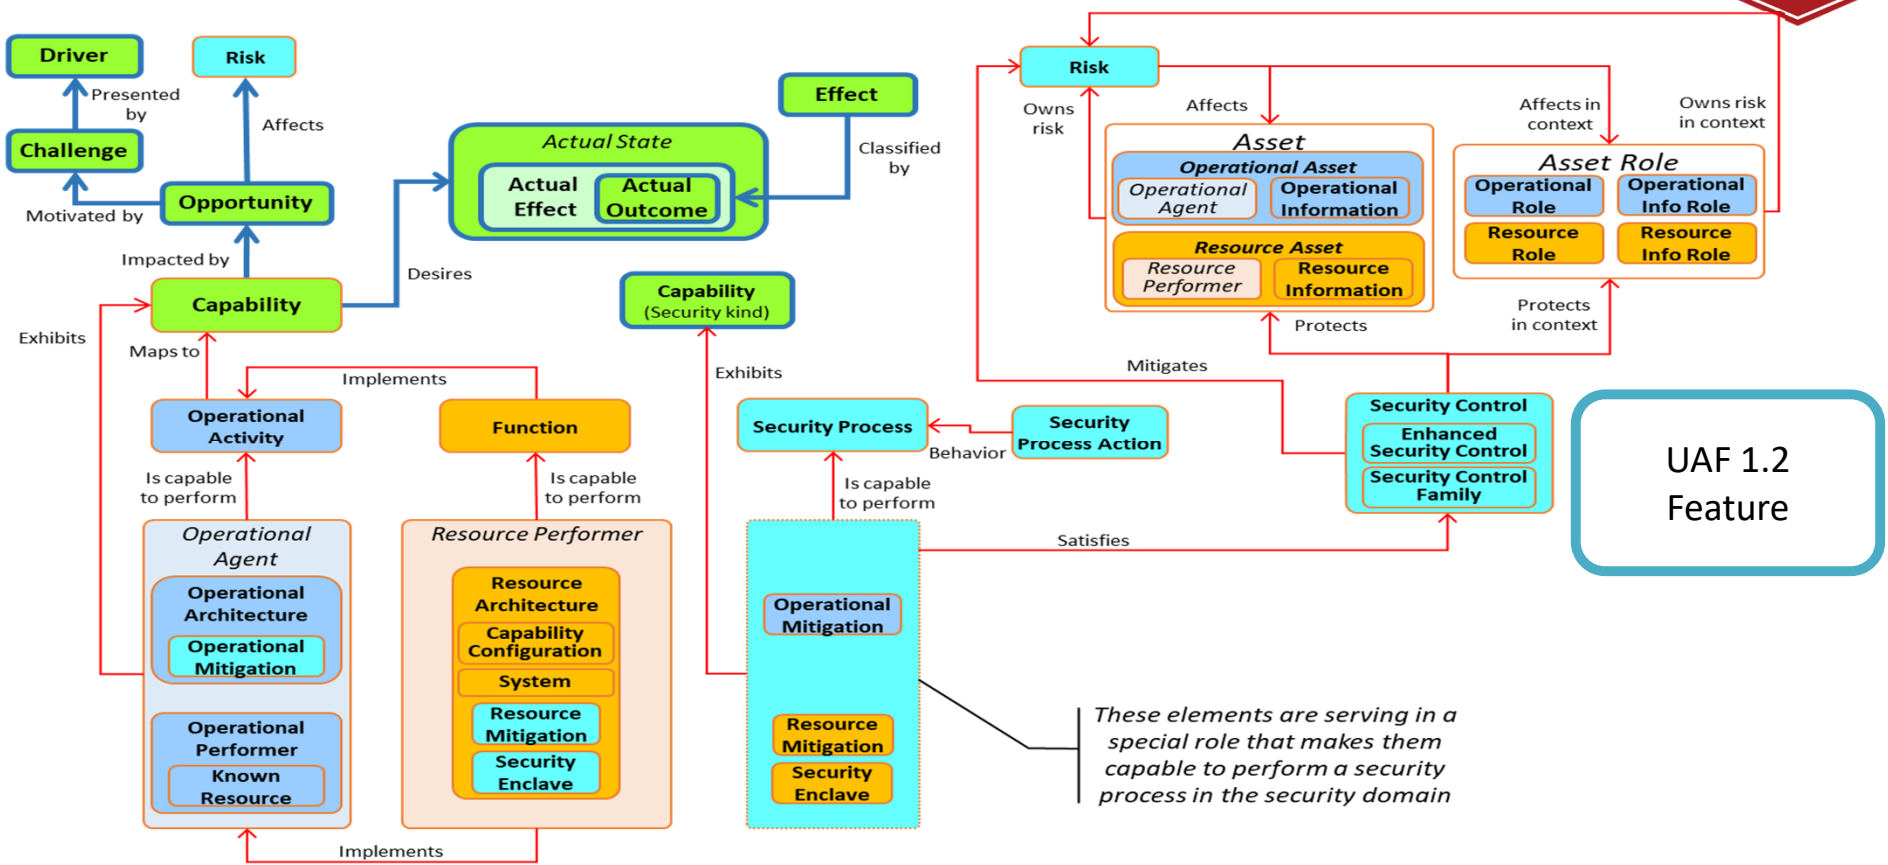 Driver
Risk
Presented
by
Affects
Challenge
Motivated by
Opportunity
Impacted by
Capability
Desires
Actual State
Actual
Effect
Actual
Outcome
Effect
Classified
by
Exhibits
Maps to
Implements
Operational
Activity
Function
Is capable
to perform
Is capable
to perform
Operational
Agent
Operational
Architecture
Operational
Mitigation
Operational
Performer
Known
Resource
Resource Performer
Resource
Architecture
Capability
Configuration
System
Resource
Mitigation
Security
Enclave
Implements
Capability
(Security kind)
Exhibits
Security Process
Security
Process Action
Behavior
Is capable
to perform
Operational
Mitigation
Resource
Mitigation
Security
Enclave
Satisfies
These elements are serving in a
special role that makes them
capable to perform a security
process in the security domain
Risk
Owns
risk
Affects
Affects in
context
Owns risk
in context
Asset
Operational Asset
Operational
Agent
Operational
Information
Resource Asset
Resource
Performer
Resource
Information
Asset Role
Operational
Role
Operational
Info Role
Resource
Role
Resource
Info Role
Protects
Protects
in context
Mitigates
Security Control
Enhanced
Security Control
Security Control
Family
UAF 1.2
Feature